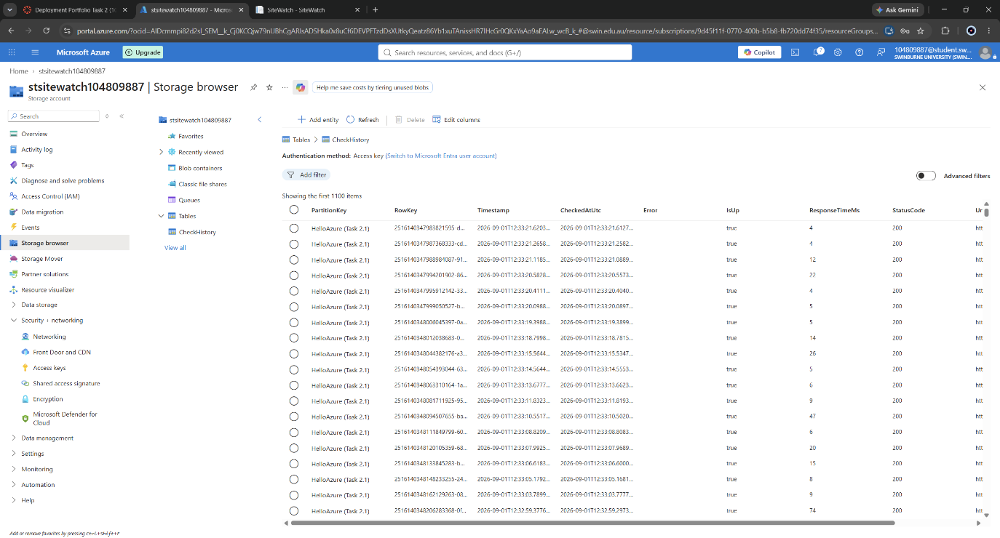 Deployment Portfolio Task 2 (10
stsitewatch104809887 - Micros
SiteWatch - SiteWatch
Ask Gemini
portal.azure.com/?ocid=AIDcmmpi82d2sl_SEM__k_Cj0KCQjw79nUBhCgARIsADSHka0x8uCf6DEVPFTzdDsXUtkyQeatz86Yb1xuTAnissHR7IHcGr0QKxYaAo9aEALw_wcB_k_#@swin.edu.au/resource/subscriptions/9d45f11f-0770-400b-b5b8-fb720dd74f35/resourceGroups...
Microsoft Azure
Upgrade
Search resources, services, and docs (G+/)
Copilot
7
104809887@student.sw...
SWINBURNE UNIVERSITY (SWIN....
Home > stsitewatch104809887
stsitewatch104809887 | Storage browser
Help me save costs by tiering unused blobs
Storage account
Search
Overview
Activity log
Tags
Diagnose and solve problems
Access Control (IAM)
Data migration
Events
Storage browser
Storage Mover
Partner solutions
Resource visualizer
Data storage
Security + networking
Networking
Front Door and CDN
Access keys
Shared access signature
Encryption
Microsoft Defender for
Cloud
Data management
Settings
Monitoring
Automation
Help
Add or remove favorites by pressing Ctrl+Shift+F
stsitewatch104809887
Favorites
Recently viewed
Blob containers
Classic file shares
Queues
Tables
CheckHistory
View all
Add entity Refresh Delete Edit columns
Tables > CheckHistory
Authentication method: Access key (Switch to Microsoft Entra user account)
Add filter
Advanced filters
Showing the first 1100 items
PartitionKey RowKey Timestamp CheckedAtUtc Error IsUp ResponseTimeMs StatusCode Ur
HelloAzure (Task 2.1) 2516140347983821595-d... 2026-09-01T12:33:21.6203... 2026-09-01T12:33:21.6127... true 4 200 htt
HelloAzure (Task 2.1) 2516140347987368333-cd... 2026-09-01T12:33:21.2658... 2026-09-01T12:33:21.2582... true 4 200 htt
HelloAzure (Task 2.1) 2516140347988984087-91... 2026-09-01T12:33:21.1185... 2026-09-01T12:33:21.0889... true 12 200 htt
HelloAzure (Task 2.1) 2516140347994201902-86... 2026-09-01T12:33:20.5828... 2026-09-01T12:33:20.5573... true 22 200 htt
HelloAzure (Task 2.1) 2516140347995912142-33... 2026-09-01T12:33:20.4111... 2026-09-01T12:33:20.4040... true 4 200 htt
HelloAzure (Task 2.1) 2516140347999050527-b... 2026-09-01T12:33:20.0988... 2026-09-01T12:33:20.0897... true 5 200 htt
HelloAzure (Task 2.1) 2516140348006045397-0a... 2026-09-01T12:33:19.3988... 2026-09-01T12:33:19.3899... true 5 200 htt
HelloAzure (Task 2.1) 2516140348012038683-0... 2026-09-01T12:33:18.7998... 2026-09-01T12:33:18.7815... true 14 200 htt
HelloAzure (Task 2.1) 2516140348044382176-a3... 2026-09-01T12:33:15.5644... 2026-09-01T12:33:15.5347... true 26 200 htt
HelloAzure (Task 2.1) 2516140348054393044-63... 2026-09-01T12:33:14.5644... 2026-09-01T12:33:14.5553... true 5 200 htt
HelloAzure (Task 2.1) 2516140348063310164-1a... 2026-09-01T12:33:13.6777... 2026-09-01T12:33:13.6623... true 6 200 htt
HelloAzure (Task 2.1) 2516140348081711925-95... 2026-09-01T12:33:11.8323... 2026-09-01T12:33:11.8193... true 9 200 htt
HelloAzure (Task 2.1) 2516140348094507655-ba... 2026-09-01T12:33:10.5517... 2026-09-01T12:33:10.5020... true 47 200 htt
HelloAzure (Task 2.1) 2516140348111849799-60... 2026-09-01T12:33:08.8209... 2026-09-01T12:33:08.8083... true 6 200 htt
HelloAzure (Task 2.1) 2516140348120105359-68... 2026-09-01T12:33:07.9925... 2026-09-01T12:33:07.9689... true 20 200 htt
HelloAzure (Task 2.1) 2516140348133845283-b... 2026-09-01T12:33:06.6183... 2026-09-01T12:33:06.6000... true 15 200 htt
HelloAzure (Task 2.1) 2516140348148233255-24... 2026-09-01T12:33:05.1792... 2026-09-01T12:33:05.1681... true 8 200 htt
HelloAzure (Task 2.1) 2516140348162129263-08... 2026-09-01T12:33:03.7899... 2026-09-01T12:33:03.7777... true 9 200 htt
HelloAzure (Task 2.1) 2516140348206283368-0f... 2026-09-01T12:32:59.3776... 2026-09-01T12:32:59.2973... true 74 200 htt